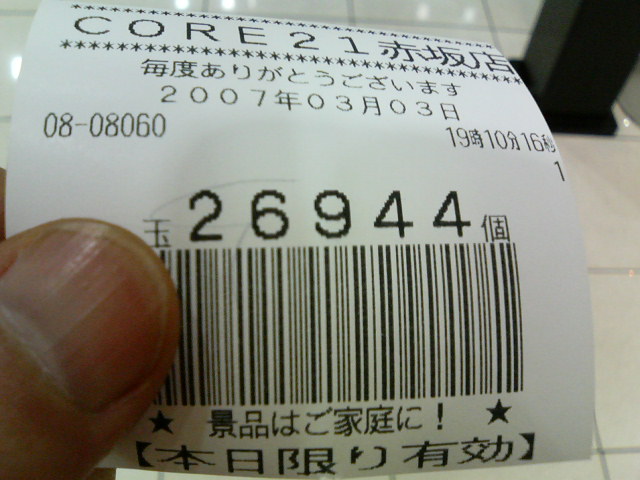 CORE21赤坂店
********************************
毎度ありがとうございます
2007年03月03日
08-08060 19時10分16秒
1
玉 26944 個
★ 景品はご家庭に! ★
【本日限り有効】